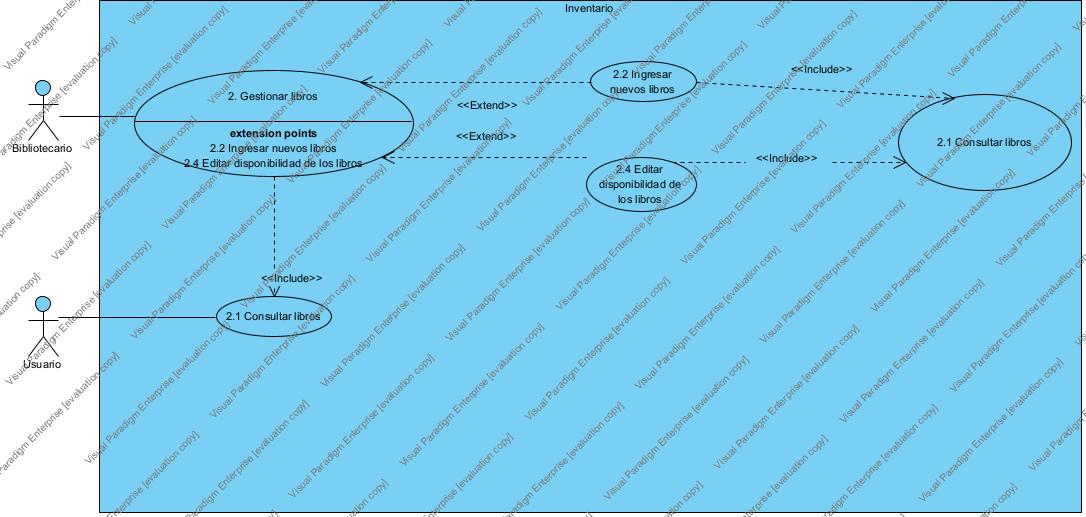 Inventario
2.2 Ingresar
nuevos libros
<<Include>>
2. Gestionar libros
<<Extend>>
extension points
2.2 Ingresar nuevos libros
2.4 Editar disponibilidad de los libros
<<Extend>>
Bibliotecario
2.1 Consultar libros
<<Include>>
2.4 Editar
disponibilidad de
los libros
<<Include>>
2.1 Consultar libros
Usuario
Visual Paradigm Enterprise [evaluation copy]